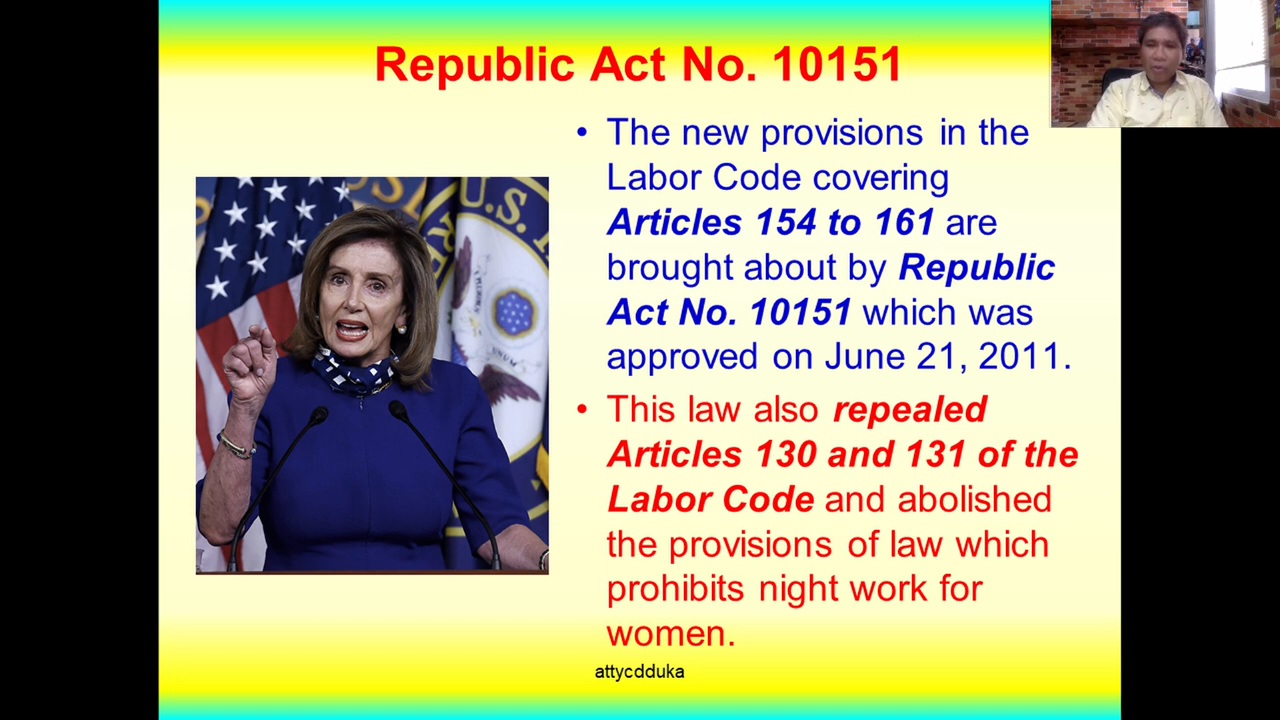 Republic Act No. 10151
• The new provisions in the
Labor Code covering
Articles 154 to 161 are
brought about by Republic
Act No. 10151 which was
approved on June 21, 2011.
• This law also repealed
Articles 130 and 131 of the
Labor Code and abolished
the provisions of law which
prohibits night work for
women.
attycdduka
U.S.